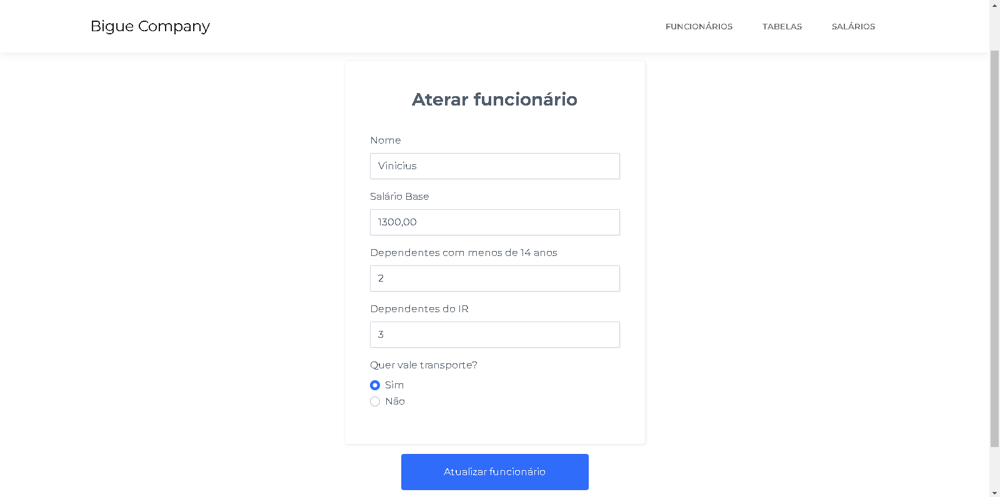 Bigue Company
FUNCIONÁRIOS TABELAS SALÁRIOS
Aterar funcionário
Nome
Vinicius
Salário Base
1300,00
Dependentes com menos de 14 anos
2
Dependentes do IR
3
Quer vale transporte?
Sim
Não
Atualizar funcionário